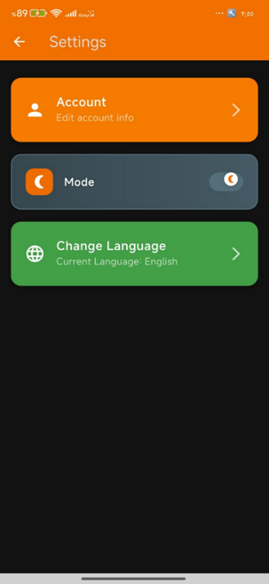 %89
Settings
Account
Edit account info
Mode
Change Language
Current Language: English